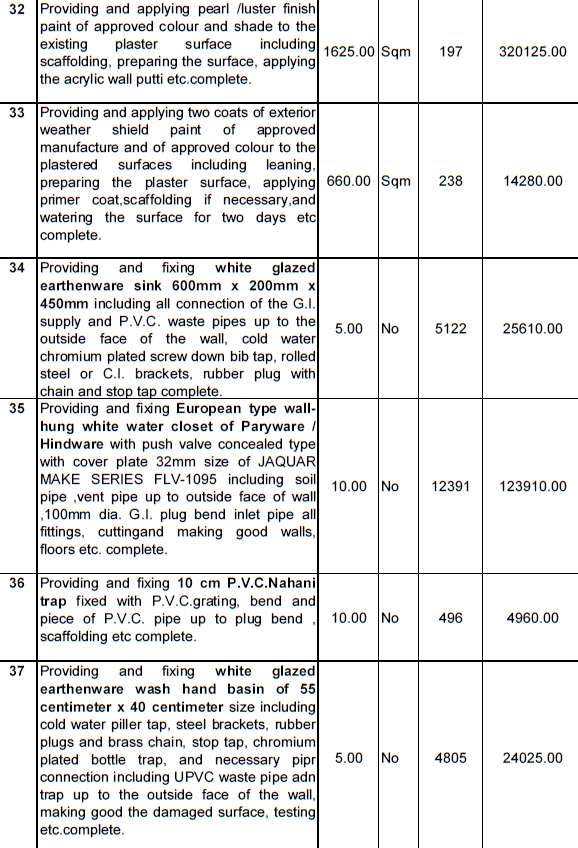 32
Providing and applying pearl /luster finish
paint of approved colour and shade to the
existing plaster surface including
scaffolding, preparing the surface, applying
the acrylic wall putti etc.complete.
1625.00 Sqm 197 320125.00
33
Providing and applying two coats of exterior
weather shield paint of approved
manufacture and of approved colour to the
plastered surfaces including leaning,
preparing the plaster surface, applying
primer coat,scaffolding if necessary,and
watering the surface for two days etc
complete.
660.00 Sqm 238 14280.00
34
Providing and fixing white glazed
earthenware sink 600mm x 200mm x
450mm including all connection of the G.I.
supply and P.V.C. waste pipes up to the
outside face of the wall, cold water
chromium plated screw down bib tap, rolled
steel or C.I. brackets, rubber plug with
chain and stop tap complete.
5.00 No 5122 25610.00
35
Providing and fixing European type wall-
hung white water closet of Paryware /
Hindware with push valve concealed type
with cover plate 32mm size of JAQUAR
MAKE SERIES FLV-1095 including soil
pipe ,vent pipe up to outside face of wall
,100mm dia. G.I. plug bend inlet pipe all
fittings, cuttingand making good walls,
floors etc. complete.
10.00 No 12391 123910.00
36
Providing and fixing 10 cm P.V.C.Nahani
trap fixed with P.V.C.grating, bend and
piece of P.V.C. pipe up to plug bend ,
scaffolding etc complete.
10.00 No 496 4960.00
37
Providing and fixing white glazed
earthenware wash hand basin of 55
centimeter x 40 centimeter size including
cold water piller tap, steel brackets, rubber
plugs and brass chain, stop tap, chromium
plated bottle trap, and necessary pipr
connection including UPVC waste pipe adn
trap up to the outside face of the wall,
making good the damaged surface, testing
etc.complete.
5.00 No 4805 24025.00